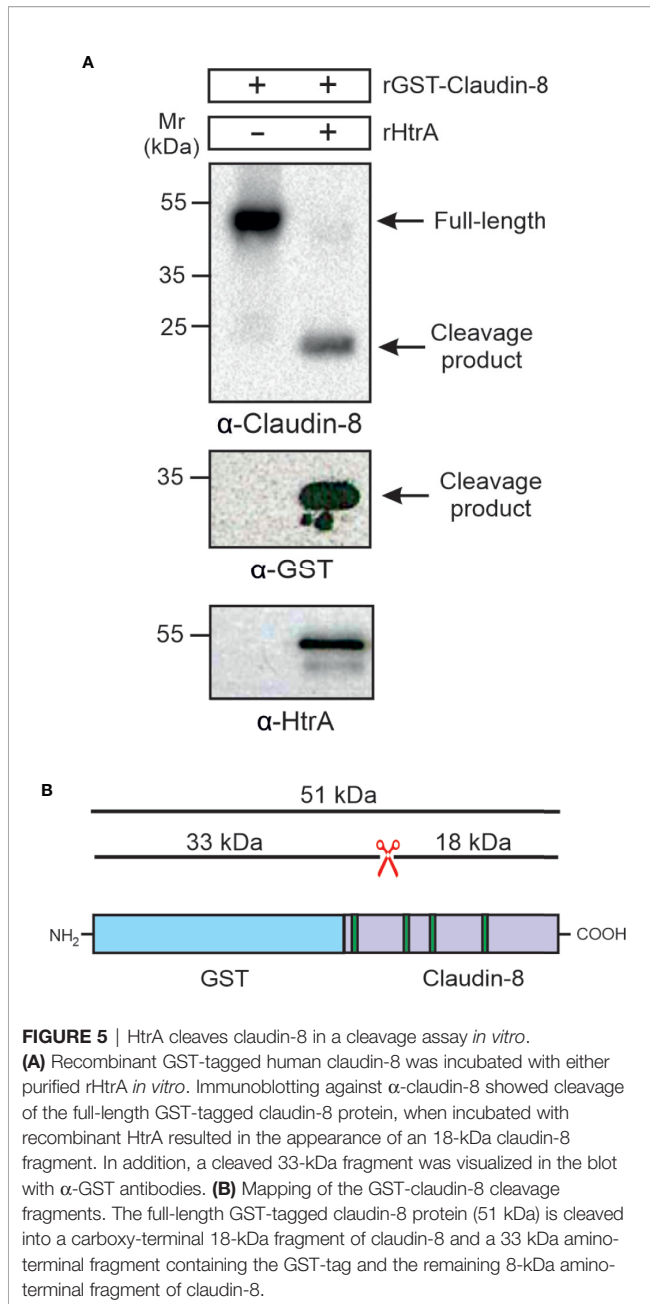 A
+ + rGST-Claudin-8
Mr (kDa)
– + rHtrA
55
Full-length
35
25
Cleavage product
α-Claudin-8
35
Cleavage product
α-GST
55
α-HtrA
B
51 kDa
33 kDa 18 kDa
NH2 COOH
GST Claudin-8
FIGURE 5 | HtrA cleaves claudin-8 in a cleavage assay in vitro.
(A) Recombinant GST-tagged human claudin-8 was incubated with either
purified rHtrA in vitro. Immunoblotting against α-claudin-8 showed cleavage
of the full-length GST-tagged claudin-8 protein, when incubated with
recombinant HtrA resulted in the appearance of an 18-kDa claudin-8
fragment. In addition, a cleaved 33-kDa fragment was visualized in the blot
with α-GST antibodies. (B) Mapping of the GST-claudin-8 cleavage
fragments. The full-length GST-tagged claudin-8 protein (51 kDa) is cleaved
into a carboxy-terminal 18-kDa fragment of claudin-8 and a 33 kDa amino-
terminal fragment containing the GST-tag and the remaining 8-kDa amino-
terminal fragment of claudin-8.